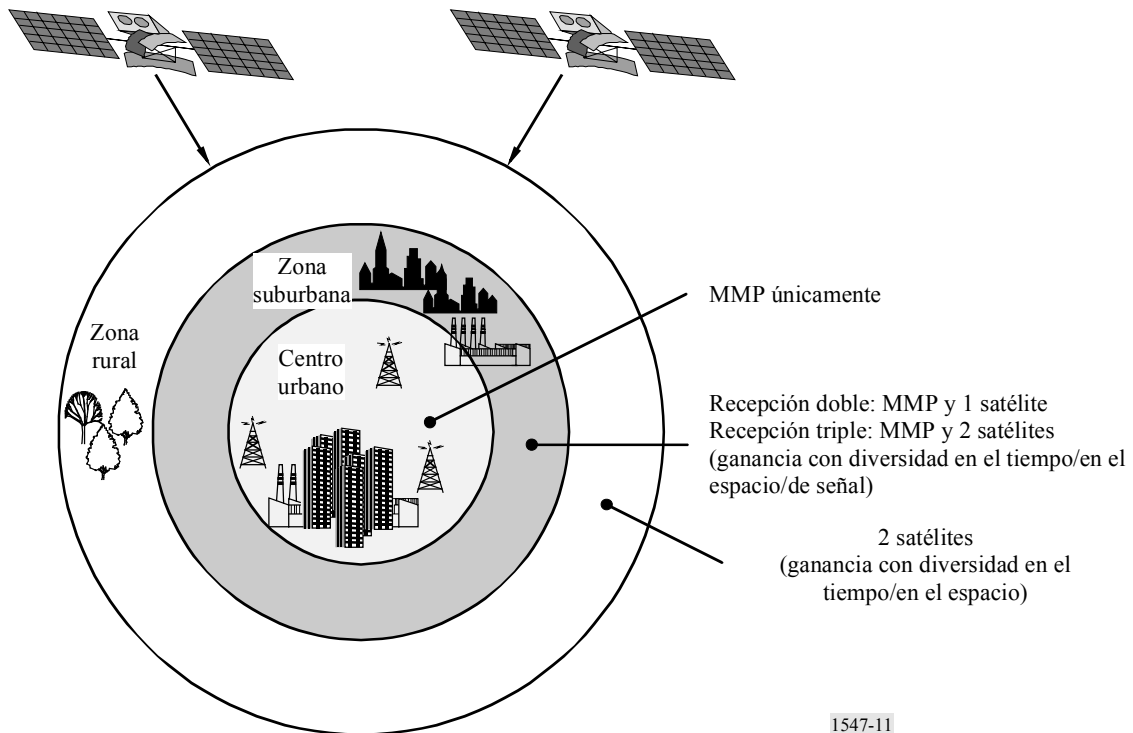 Zona
suburbana
Zona
rural
Centro
urbano
MMP únicamente
Recepción doble: MMP y 1 satélite
Recepción triple: MMP y 2 satélites
(ganancia con diversidad en el tiempo/en el
espacio/de señal)
2 satélites
(ganancia con diversidad en el
tiempo/en el espacio)
1547-11